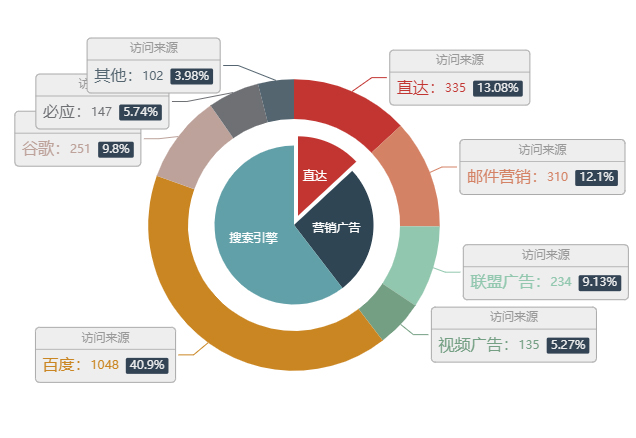 访问来源
其他：102 3.98%
访
必应：147 5.74%
谷歌：251 9.8%
访问来源
直达：335 13.08%
访问来源
邮件营销：310 12.1%
访问来源
联盟广告：234 9.13%
访问来源
视频广告：135 5.27%
访问来源
百度：1048 40.9%
直达
营销广告
搜索引擎